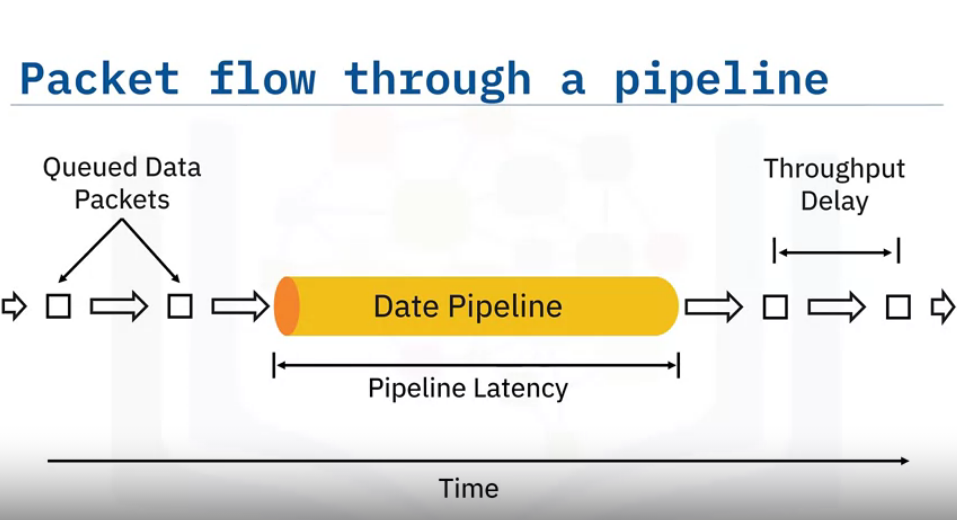 Packet flow through a pipeline
Queued Data
Packets
Throughput
Delay
Date Pipeline
Pipeline Latency
Time